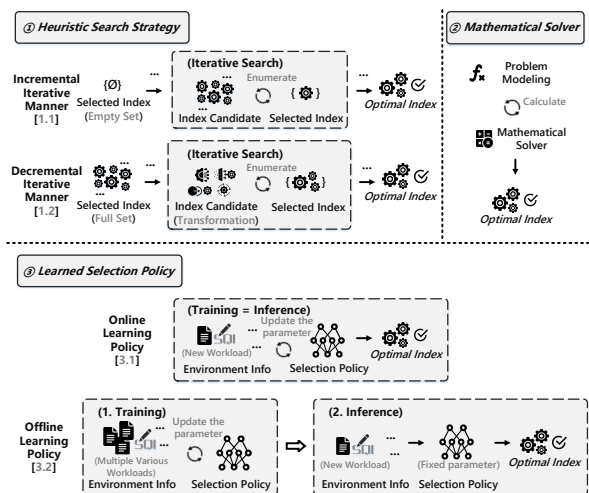 ① Heuristic Search Strategy
Incremental
Iterative
Manner
[1.1]
{Ø}
Selected Index
(Empty Set)
...
(Iterative Search)
...
Enumerate
{ }
...
Index Candidate
Selected Index
...
Optimal Index
Decremental
Iterative
Manner
[1.2]
...
...
Selected Index
(Full Set)
...
(Iterative Search)
Enumerate
{ }
Index Candidate
(Transformation)
Selected Index
...
Optimal Index
② Mathematical Solver
fx
Problem
Modeling
Calculate
Mathematical
Solver
Optimal Index
③ Learned Selection Policy
Online
Learning
Policy
[3.1]
(Training = Inference)
SQL
...
...
Update the
parameter
(New Workload)
Environment Info
Selection Policy
Optimal Index
Offline
Learning
Policy
[3.2]
(1. Training)
SQL
...
...
Update the
parameter
(Multiple Various
Workloads)
Environment Info
Selection Policy
(2. Inference)
SQL
...
...
(New Workload)
(Fixed parameter)
Environment Info
Selection Policy
Optimal Index